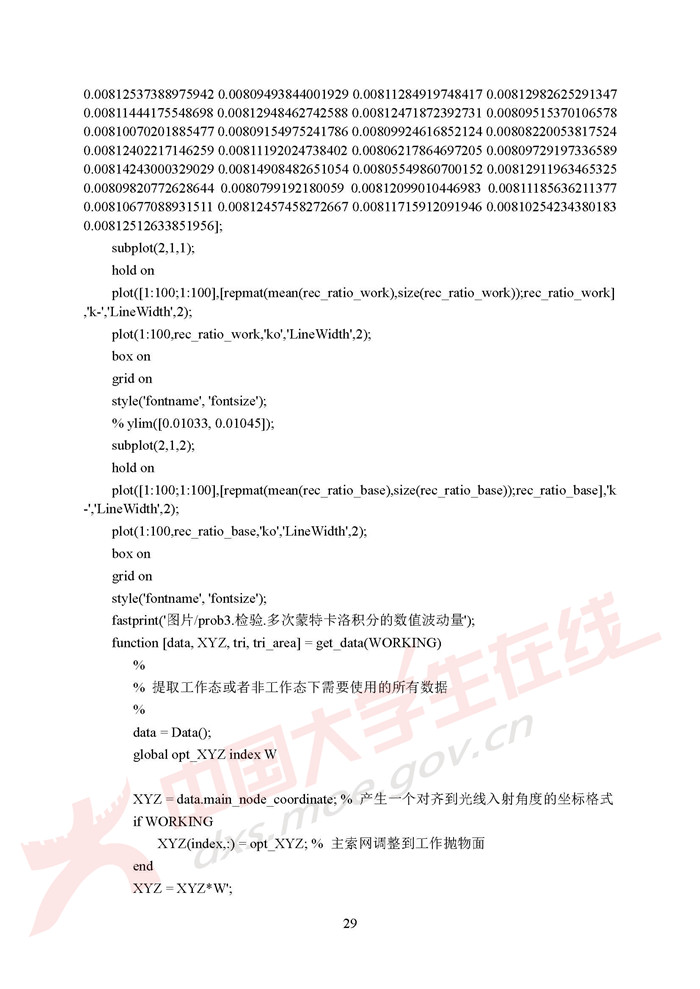 0.00812537388975942 0.00809493844001929 0.00811284919748417 0.00812982625291347
0.00811444175548698 0.00812948462742588 0.00812471872392731 0.00809515370106578
0.00810070201885477 0.00809154975241786 0.00809924616852124 0.00808220053817524
0.00812402217146259 0.00811192024738402 0.00806217864697205 0.00809729197336589
0.00814243000329029 0.00814908482651054 0.00805549860700152 0.00812911963465325
0.00809820772628644 0.0080799192180059 0.00812099010446983 0.00811185636211377
0.00810677088931511 0.00812457458272667 0.00811715912091946 0.00810254234380183
0.00812512633851956];
subplot(2,1,1);
hold on
plot([1:100;1:100],[repmat(mean(rec_ratio_work),size(rec_ratio_work));rec_ratio_work]
,'k-','LineWidth',2);
plot(1:100,rec_ratio_work,'ko','LineWidth',2);
box on
grid on
style('fontname', 'fontsize');
% ylim([0.01033, 0.01045]);
subplot(2,1,2);
hold on
plot([1:100;1:100],[repmat(mean(rec_ratio_base),size(rec_ratio_base));rec_ratio_base],'k
-','LineWidth',2);
plot(1:100,rec_ratio_base,'ko','LineWidth',2);
box on
grid on
style('fontname', 'fontsize');
fastprint('图片/prob3.检验.多次蒙特卡洛积分的数值波动量');
function [data, XYZ, tri, tri_area] = get_data(WORKING)
%
% 提取工作态或者非工作态下需要使用的所有数据
%
data = Data();
global opt_XYZ index W
XYZ = data.main_node_coordinate; % 产生一个对齐到光线入射角度的坐标格式
if WORKING
XYZ(index,:) = opt_XYZ; % 主索网调整到工作抛物面
end
XYZ = XYZ*W';
29
中国大学生在线
dxs.moe.gov.cn